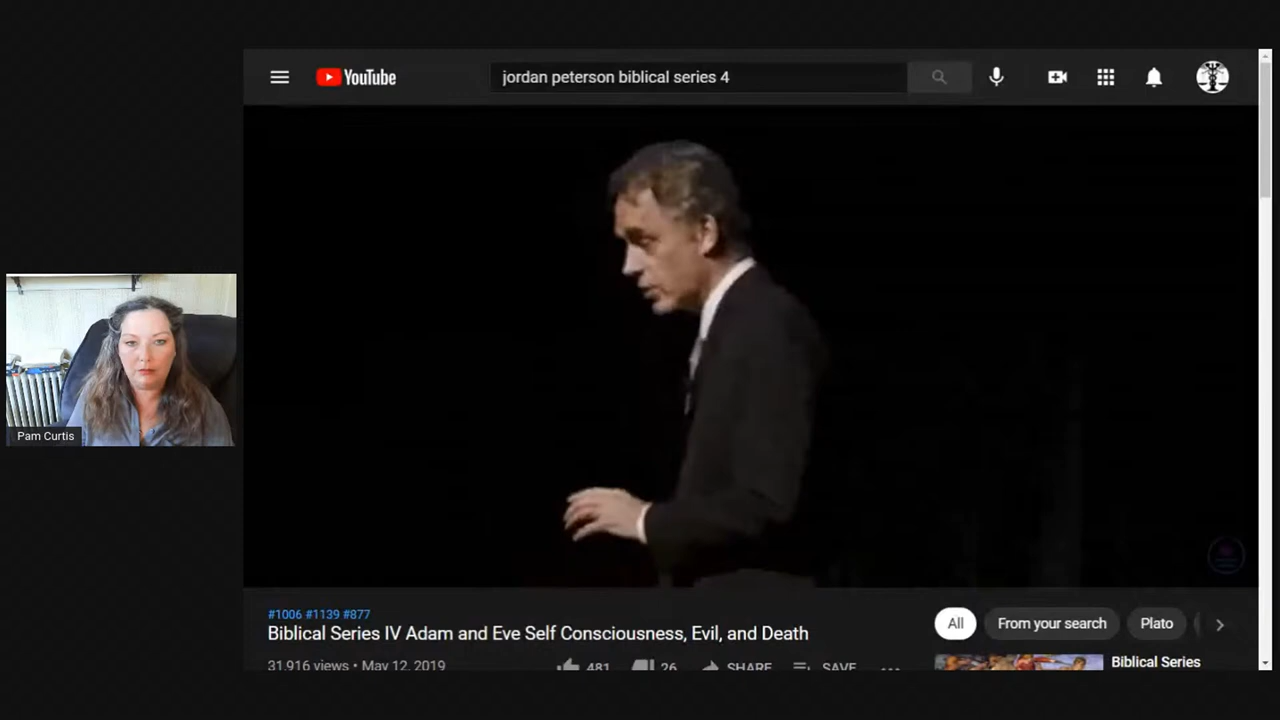 YouTube
jordan peterson biblical series 4
Pam Curtis
#1006 #1139 #877
Biblical Series IV Adam and Eve Self Consciousness, Evil, and Death
31,916 views • May 12, 2019
481
26
SHARE
SAVE
All
From your search
Plato
Biblical Series